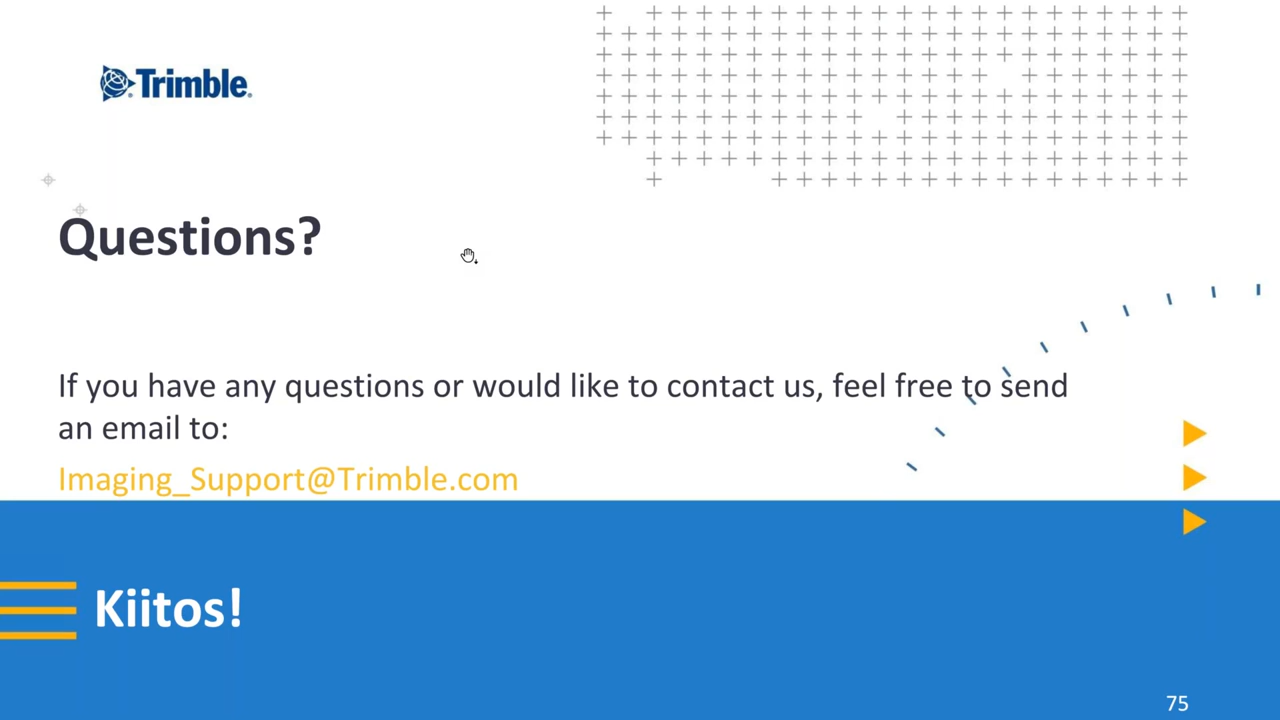 Trimble
Questions?
If you have any questions or would like to contact us, feel free to send
an email to:
Imaging_Support@Trimble.com
Kiitos!
75